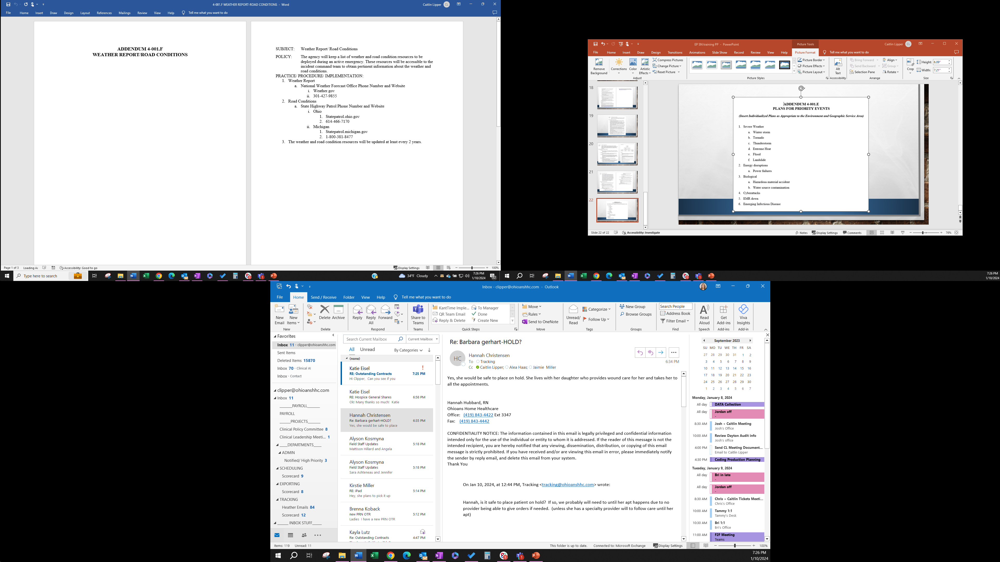 4-001.F WEATHER REPORT-ROAD CONDITIONS - Word
Caitlin Lipper
CL
File Home Insert Draw Design Layout References Mailings Review View Help Tell me what you want to do
ADDENDUM 4-001.F
WEATHER REPORT/ROAD CONDITIONS
SUBJECT: Weather Report/ Road Conditions
POLICY: The agency will keep a list of weather and road condition resources to be
deployed during an active emergency. These resources will be accessible to the
incident command team to obtain pertinent information about the weather and
road conditions.
PRACTICE/ PROCEDURE/ IMPLEMENTATION:
1. Weather Report
a. National Weather Forecast Office Phone Number and Website
i. Weather.gov
ii. 301-427-9855
2. Road Conditions
a. State Highway Patrol Phone Number and Website
i. Ohio
1. Statepatrol.ohio.gov
2. 614-466-7170
ii. Michigan
1. Statepatrol.michigan.gov
2. 1-800-381-8477
3. The weather and road condition resources will be updated at least every 2 years.
Page 1 of 3 Loading Ac Accessibility: Good to go
Display Settings 100%
Type here to search
34°F Cloudy
7:26 PM
1/10/2024
22
7:26 PM
1/10/2024
EP SN training PP - PowerPoint
Picture Tools
Caitlin Lipper
CL
File Home Insert Draw Design Transitions Animations Slide Show Record Review View Help Picture Format Tell me what you want to do
Remove Background
Corrections
Color
Artistic Effects
Compress Pictures
Change Picture
Reset Picture
Adjust
Picture Styles
Picture Border
Picture Effects
Picture Layout
Alt Text
Accessibility
Bring Forward
Send Backward
Selection Pane
Align
Group
Rotate
Arrange
Crop
Height: 6.09"
Width: 7.21"
Size
18
19
20
21
22
ADDENDUM 4-001.E
PLANS FOR PRIORITY EVENTS
(Insert Individualized Plans as Appropriate to the Environment and Geographic Service Area)
1. Severe Weather
a. Winter storm
b. Tornado
c. Thunderstorm
d. Extreme Heat
e. Flood
f. Landslide
2. Energy disruptions
a. Power failures
3. Biological
a. Hazardous material accident
b. Water source contamination
4. Cyberattacks
5. EMR down
6. Emerging Infectious Disease
Slide 22 of 22 Accessibility: Investigate
Notes Display Settings Comments 76%
Inbox - clipper@ohioanshhc.com - Outlook
File Home Send / Receive Folder View Help Tell me what you want to do
New Email
New Items
New
Delete
Archive
Delete
Reply
Reply All
Forward
Respond
Share to Teams
Teams
KantTime Imple...
QR Team Email
Reply & Delete
To Manager
Done
Create New
Quick Steps
Move
Rules
Send to OneNote
Move
Unread/ Read
Categorize
Follow Up
Tags
New Group
Browse Groups
Groups
Search People
Address Book
Filter Email
Find
Read Aloud
Speech
Get Add-ins
Add-ins
Viva Insights
Add-in
Favorites
Inbox 11 - clipper@ohioanshhc.com
Sent Items
Deleted Items 15870
Inbox 70 - Clinical AI
Inbox - Contact
clipper@ohioanshhc.com
Inbox 11
______PAYROLL______
PAYROLL
_____PROJECTS_____
Clinical Policy Committee 8
Clinical Leadership Meeti... 1
____DEPARTMENTS____
ADMIN
Notified/ High Priority 3
SCHEDULING
Scorecard 9
EXPORTING
Scorecard 8
TRACKING
Heather Emails 84
Scorecard 12
_____ INBOX STUFF_____
Search Current Mailbox
Current Mailbox
All Unread
By Categories
(none)
Katie Eisel
RE: Outstanding Contracts 7:25 PM
Hi Clipper, Can you see if you
Katie Eisel
RE: Hospice General Shares 6:58 PM
Ok! Many thanks so much! Katie
Hannah Christensen
Re: Barbara gerhart-HOLD? 6:35 PM
Yes, she would be safe to place
Alyson Kosmyna
Field Staff Updates 5:18 PM
Mattison Hillard and Angela
Alyson Kosmyna
Field Staff Updates 5:18 PM
Sara Ashteneau and Jennifer
Kirstie Miller
RE: iPad 5:14 PM
Hey, she plans to pick it up
Brenna Koback
new PRN OTR 5:12 PM
Ladies I have a new PRN OTR
Kayla Lutz
Re: Outstanding Contracts 4:47 PM
Re: Barbara gerhart-HOLD?
HC
Hannah Christensen
To Tracking
Cc Caitlin Lipper; Alea Haas; Jaimie Miller
6:34 PM
Yes, she would be safe to place on hold. She lives with her daughter who provides wound care for her and takes her to
all the appointments.
Hannah Hubbard, RN
Ohioans Home Healthcare
Office: (419) 843-4422 Ext 3347
Fax: (419) 843-4442
CONFIDENTIALITY NOTICE: The information contained in this email is legally privileged and confidential information
intended only for the use of the individual or entity to whom it is addressed. If the reader of this message is not the
intended recipient, you are hereby notified that any viewing, dissemination, distribution, or copying of this email
message is strictly prohibited. If you have received and/or are viewing this email in error, please immediately notify
the sender by reply email, and delete this email from your system.
Thank You
On Jan 10, 2024, at 12:44 PM, Tracking <tracking@ohioanshhc.com> wrote:
Hannah, is it safe to place patient on hold? If so, we probably will need to until her apt happens due to no
provider being able to give orders if needed. (unless she has a specialty provider will to follow care until her
apt)
September 2023
SU MO TU WE TH FR SA
27 28 29 30 31 1 2
3 4 5 6 7 8 9
10 11 12 13 14 15 16
17 18 19 20 21 22 23
24 25 26 27 28 29 30
1 2 3 4 5 6 7
Monday, January 8, 2024
All day DATA Collection
All day Jordan off
-
8:30 AM Josh + Caitlin Meeting
Josh's Office
10:00 AM Review Dayton Audit info
Josh's office
4:00 PM Send CL Meeting Document...
Email to Caitlin Lipper
4:30 PM Coding Production Planning
Tuesday, January 9, 2024
All day Bri in late
-
All day Jordan off
-
8:30 AM Chris + Caitlin Tickets Meeti...
Chris's Office
10:00 AM Tammy 1:1
Tammy's Desk
10:30 AM Bri 1:1
Bri's Office
11:00 AM F2F Meeting
Teams
Items: 119 Unread: 11
This folder is up to date. Connected to: Microsoft Exchange Display Settings 100%
7:26 PM
1/10/2024